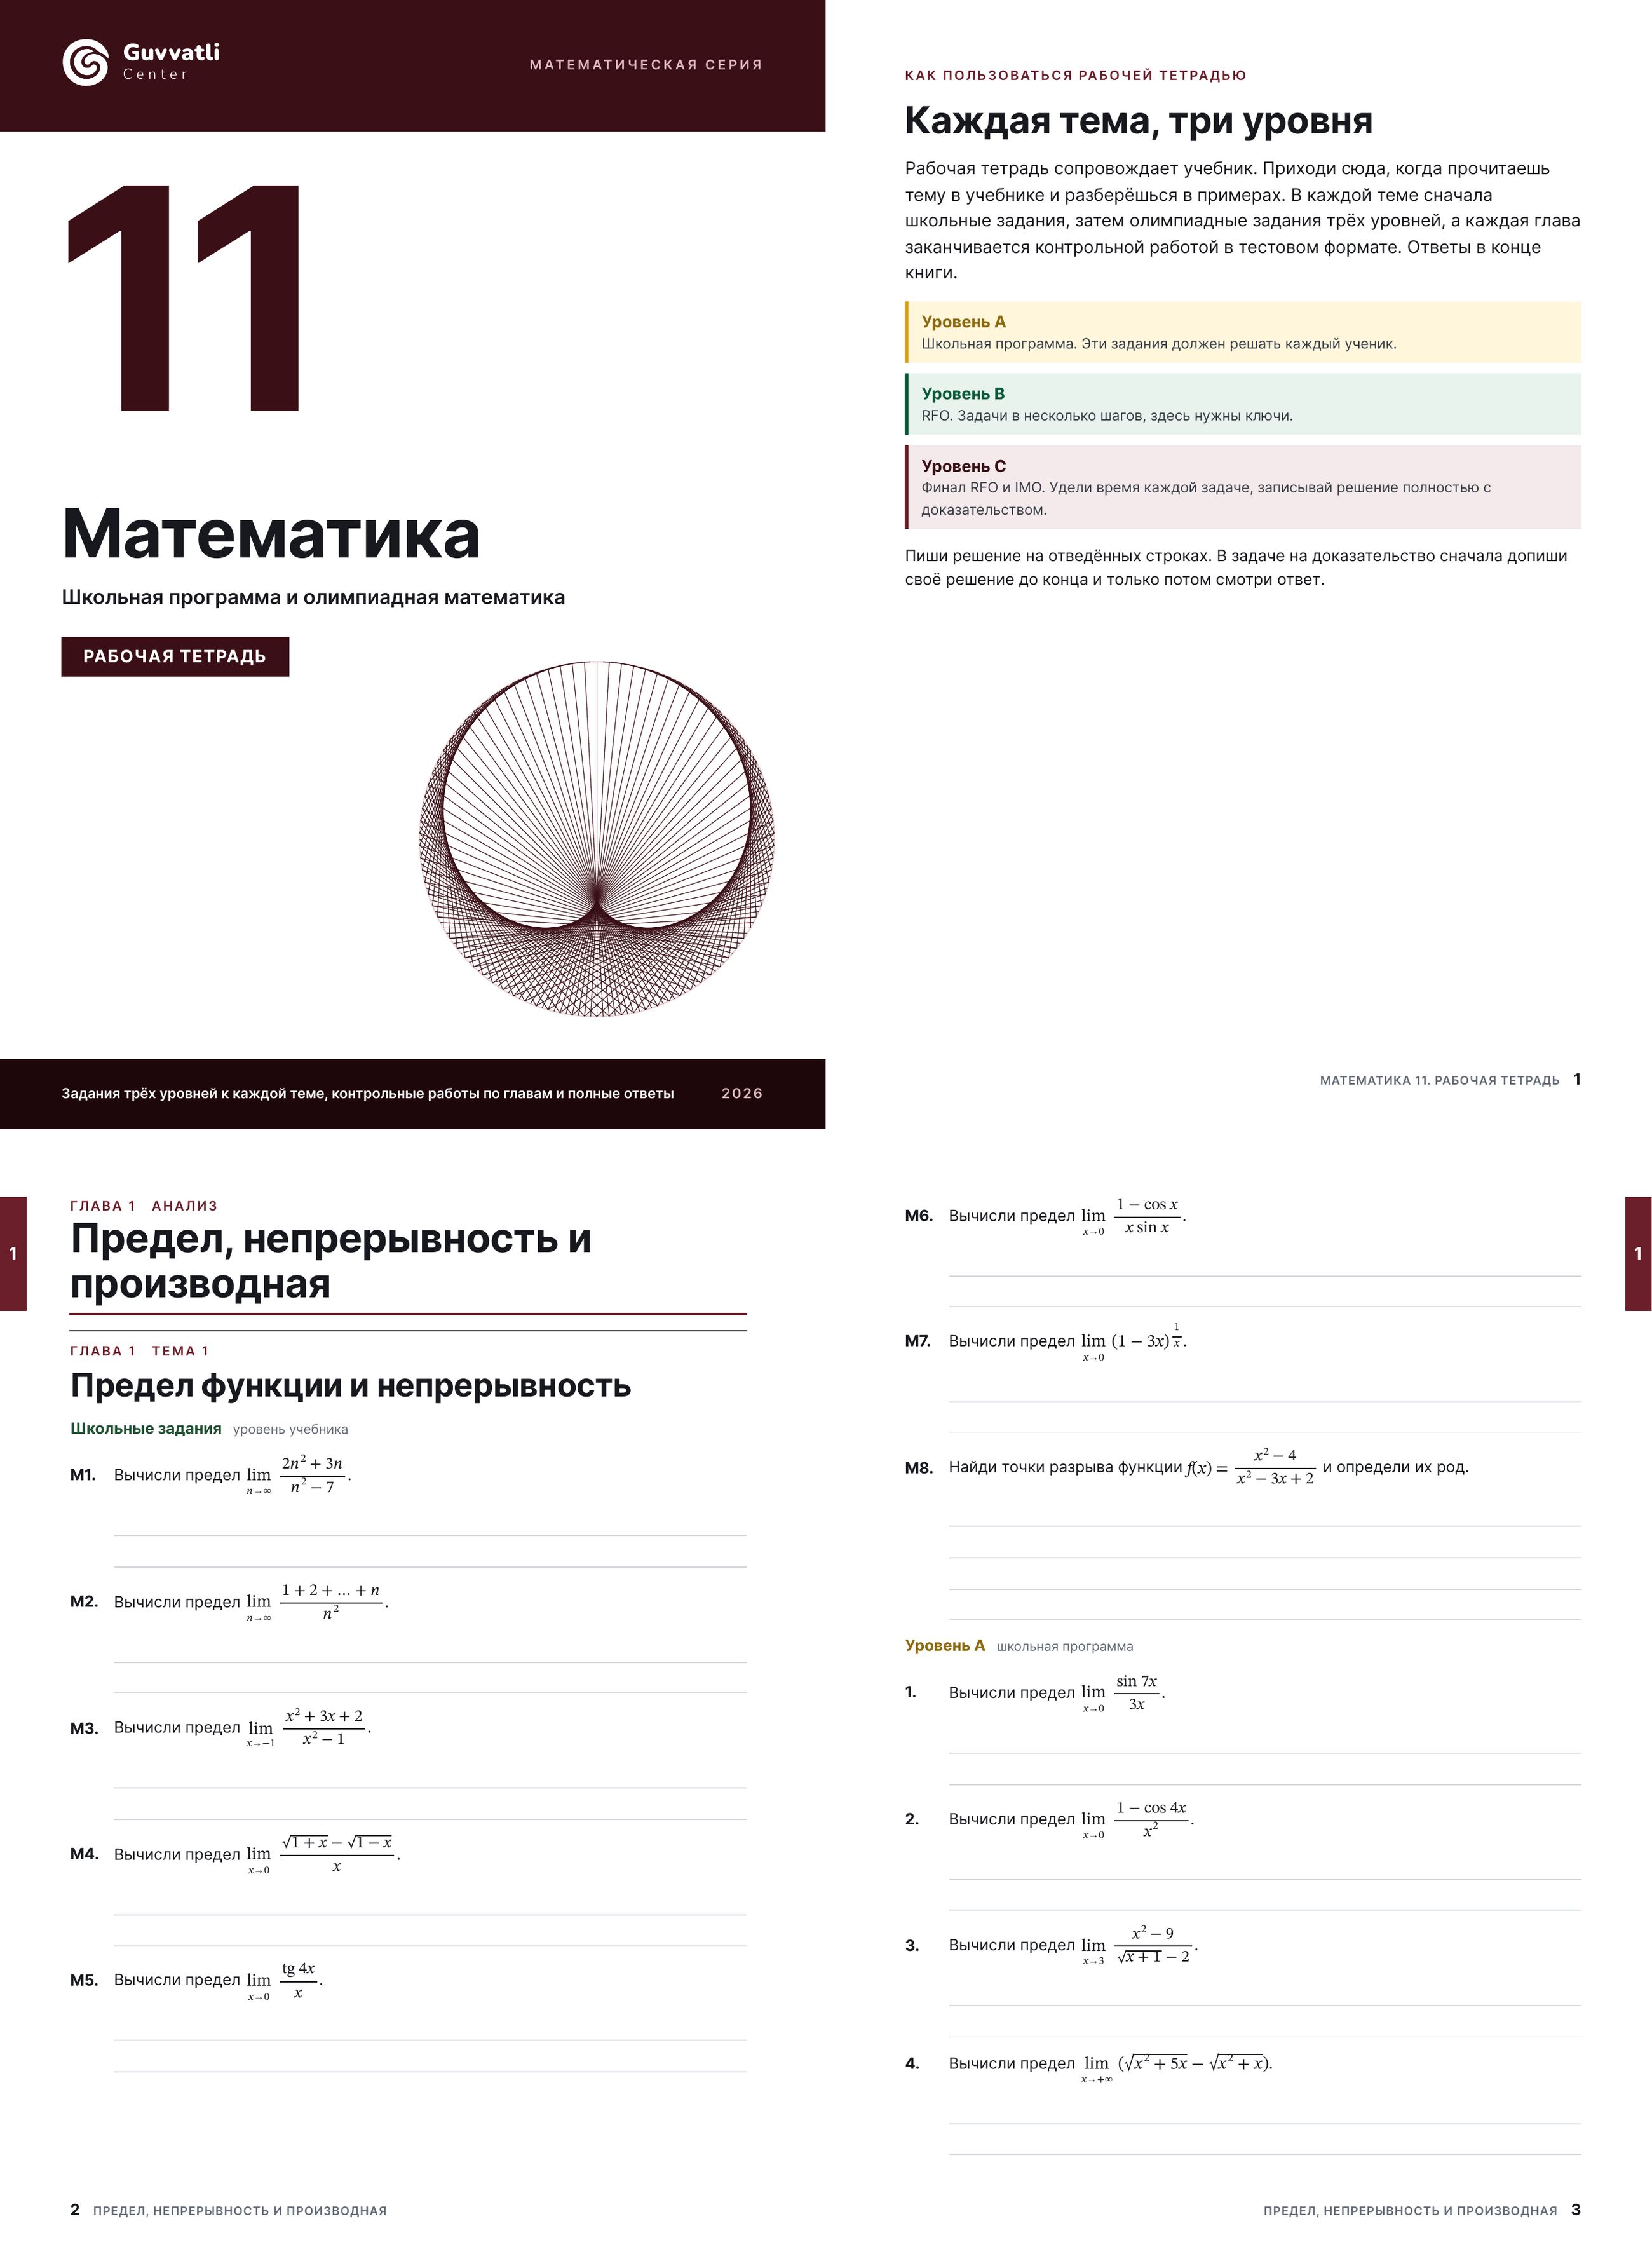 Guvvatli
Center
МАТЕМАТИЧЕСКАЯ СЕРИЯ
11
Математика
Школьная программа и олимпиадная математика
РАБОЧАЯ ТЕТРАДЬ
Задания трёх уровней к каждой теме, контрольные работы по главам и полные ответы
2026
КАК ПОЛЬЗОВАТЬСЯ РАБОЧЕЙ ТЕТРАДЬЮ
Каждая тема, три уровня
Рабочая тетрадь сопровождает учебник. Приходи сюда, когда прочитаешь
тему в учебнике и разберёшься в примерах. В каждой теме сначала
школьные задания, затем олимпиадные задания трёх уровней, а каждая глава
заканчивается контрольной работой в тестовом формате. Ответы в конце
книги.
Уровень A
Школьная программа. Эти задания должен решать каждый ученик.
Уровень B
RFO. Задачи в несколько шагов, здесь нужны ключи.
Уровень C
Финал RFO и IMO. Удели время каждой задаче, записывай решение полностью с
доказательством.
Пиши решение на отведённых строках. В задаче на доказательство сначала допиши
своё решение до конца и только потом смотри ответ.
МАТЕМАТИКА 11. РАБОЧАЯ ТЕТРАДЬ 1
1
ГЛАВА 1 АНАЛИЗ
Предел, непрерывность и
производная
ГЛАВА 1 ТЕМА 1
Предел функции и непрерывность
Школьные задания уровень учебника
M1. Вычисли предел lim n→∞ (2n² + 3n)/(n² − 7).
M2. Вычисли предел lim n→∞ (1 + 2 + … + n)/n².
M3. Вычисли предел lim x→−1 (x² + 3x + 2)/(x² − 1).
M4. Вычисли предел lim x→0 (√(1 + x) − √(1 − x))/x.
M5. Вычисли предел lim x→0 (tg 4x)/x.
2 ПРЕДЕЛ, НЕПРЕРЫВНОСТЬ И ПРОИЗВОДНАЯ
1
M6. Вычисли предел lim x→0 (1 − cos x)/(x sin x).
M7. Вычисли предел lim x→0 (1 − 3x)^(1/x).
M8. Найди точки разрыва функции f(x) = (x² − 4)/(x² − 3x + 2) и определи их род.
Уровень A школьная программа
1. Вычисли предел lim x→0 (sin 7x)/(3x).
2. Вычисли предел lim x→0 (1 − cos 4x)/x².
3. Вычисли предел lim x→3 (x² − 9)/(√(x + 1) − 2).
4. Вычисли предел lim x→+∞ (√(x² + 5x) − √(x² + x)).
ПРЕДЕЛ, НЕПРЕРЫВНОСТЬ И ПРОИЗВОДНАЯ 3